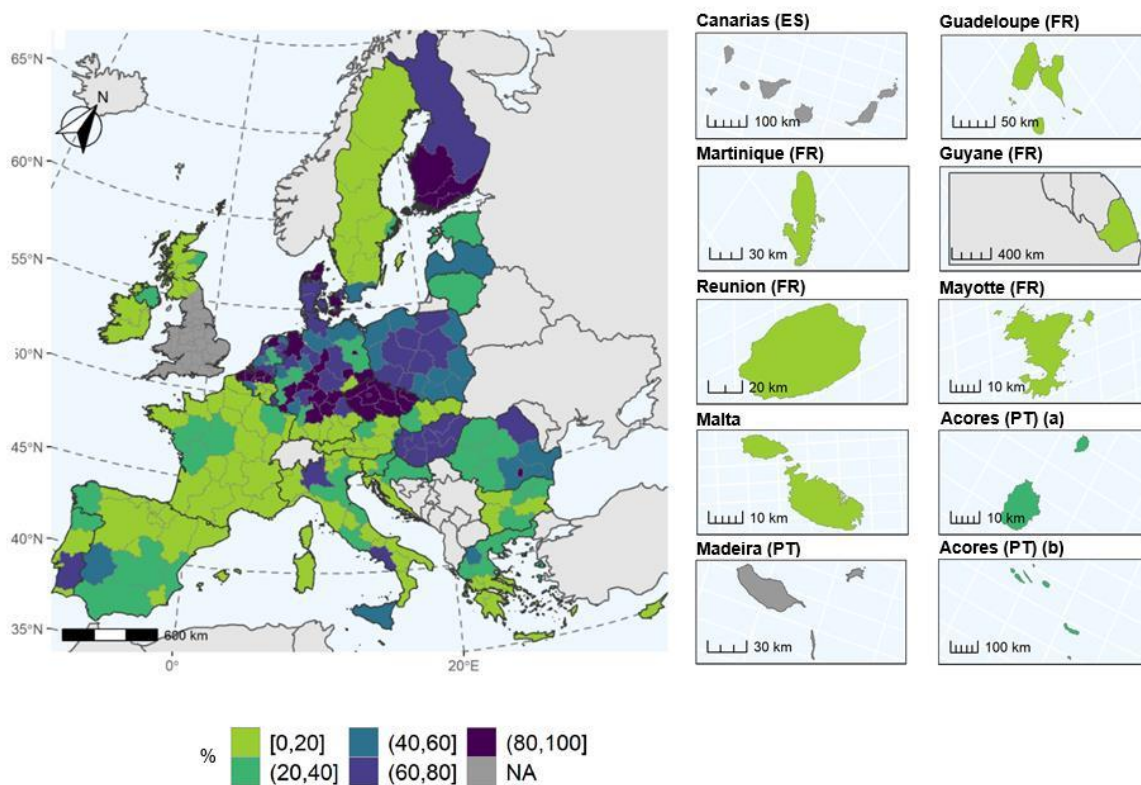 65°N
60°N
55°N
50°N
45°N
40°N
35°N
N
600 km
0°
20°E
Canarias (ES)
100 km
Guadeloupe (FR)
50 km
Martinique (FR)
30 km
Guyane (FR)
400 km
Reunion (FR)
20 km
Mayotte (FR)
10 km
Malta
10 km
Acores (PT) (a)
10 km
Madeira (PT)
30 km
Acores (PT) (b)
100 km
%
[0,20]
(40,60]
(80,100]
(20,40]
(60,80]
NA